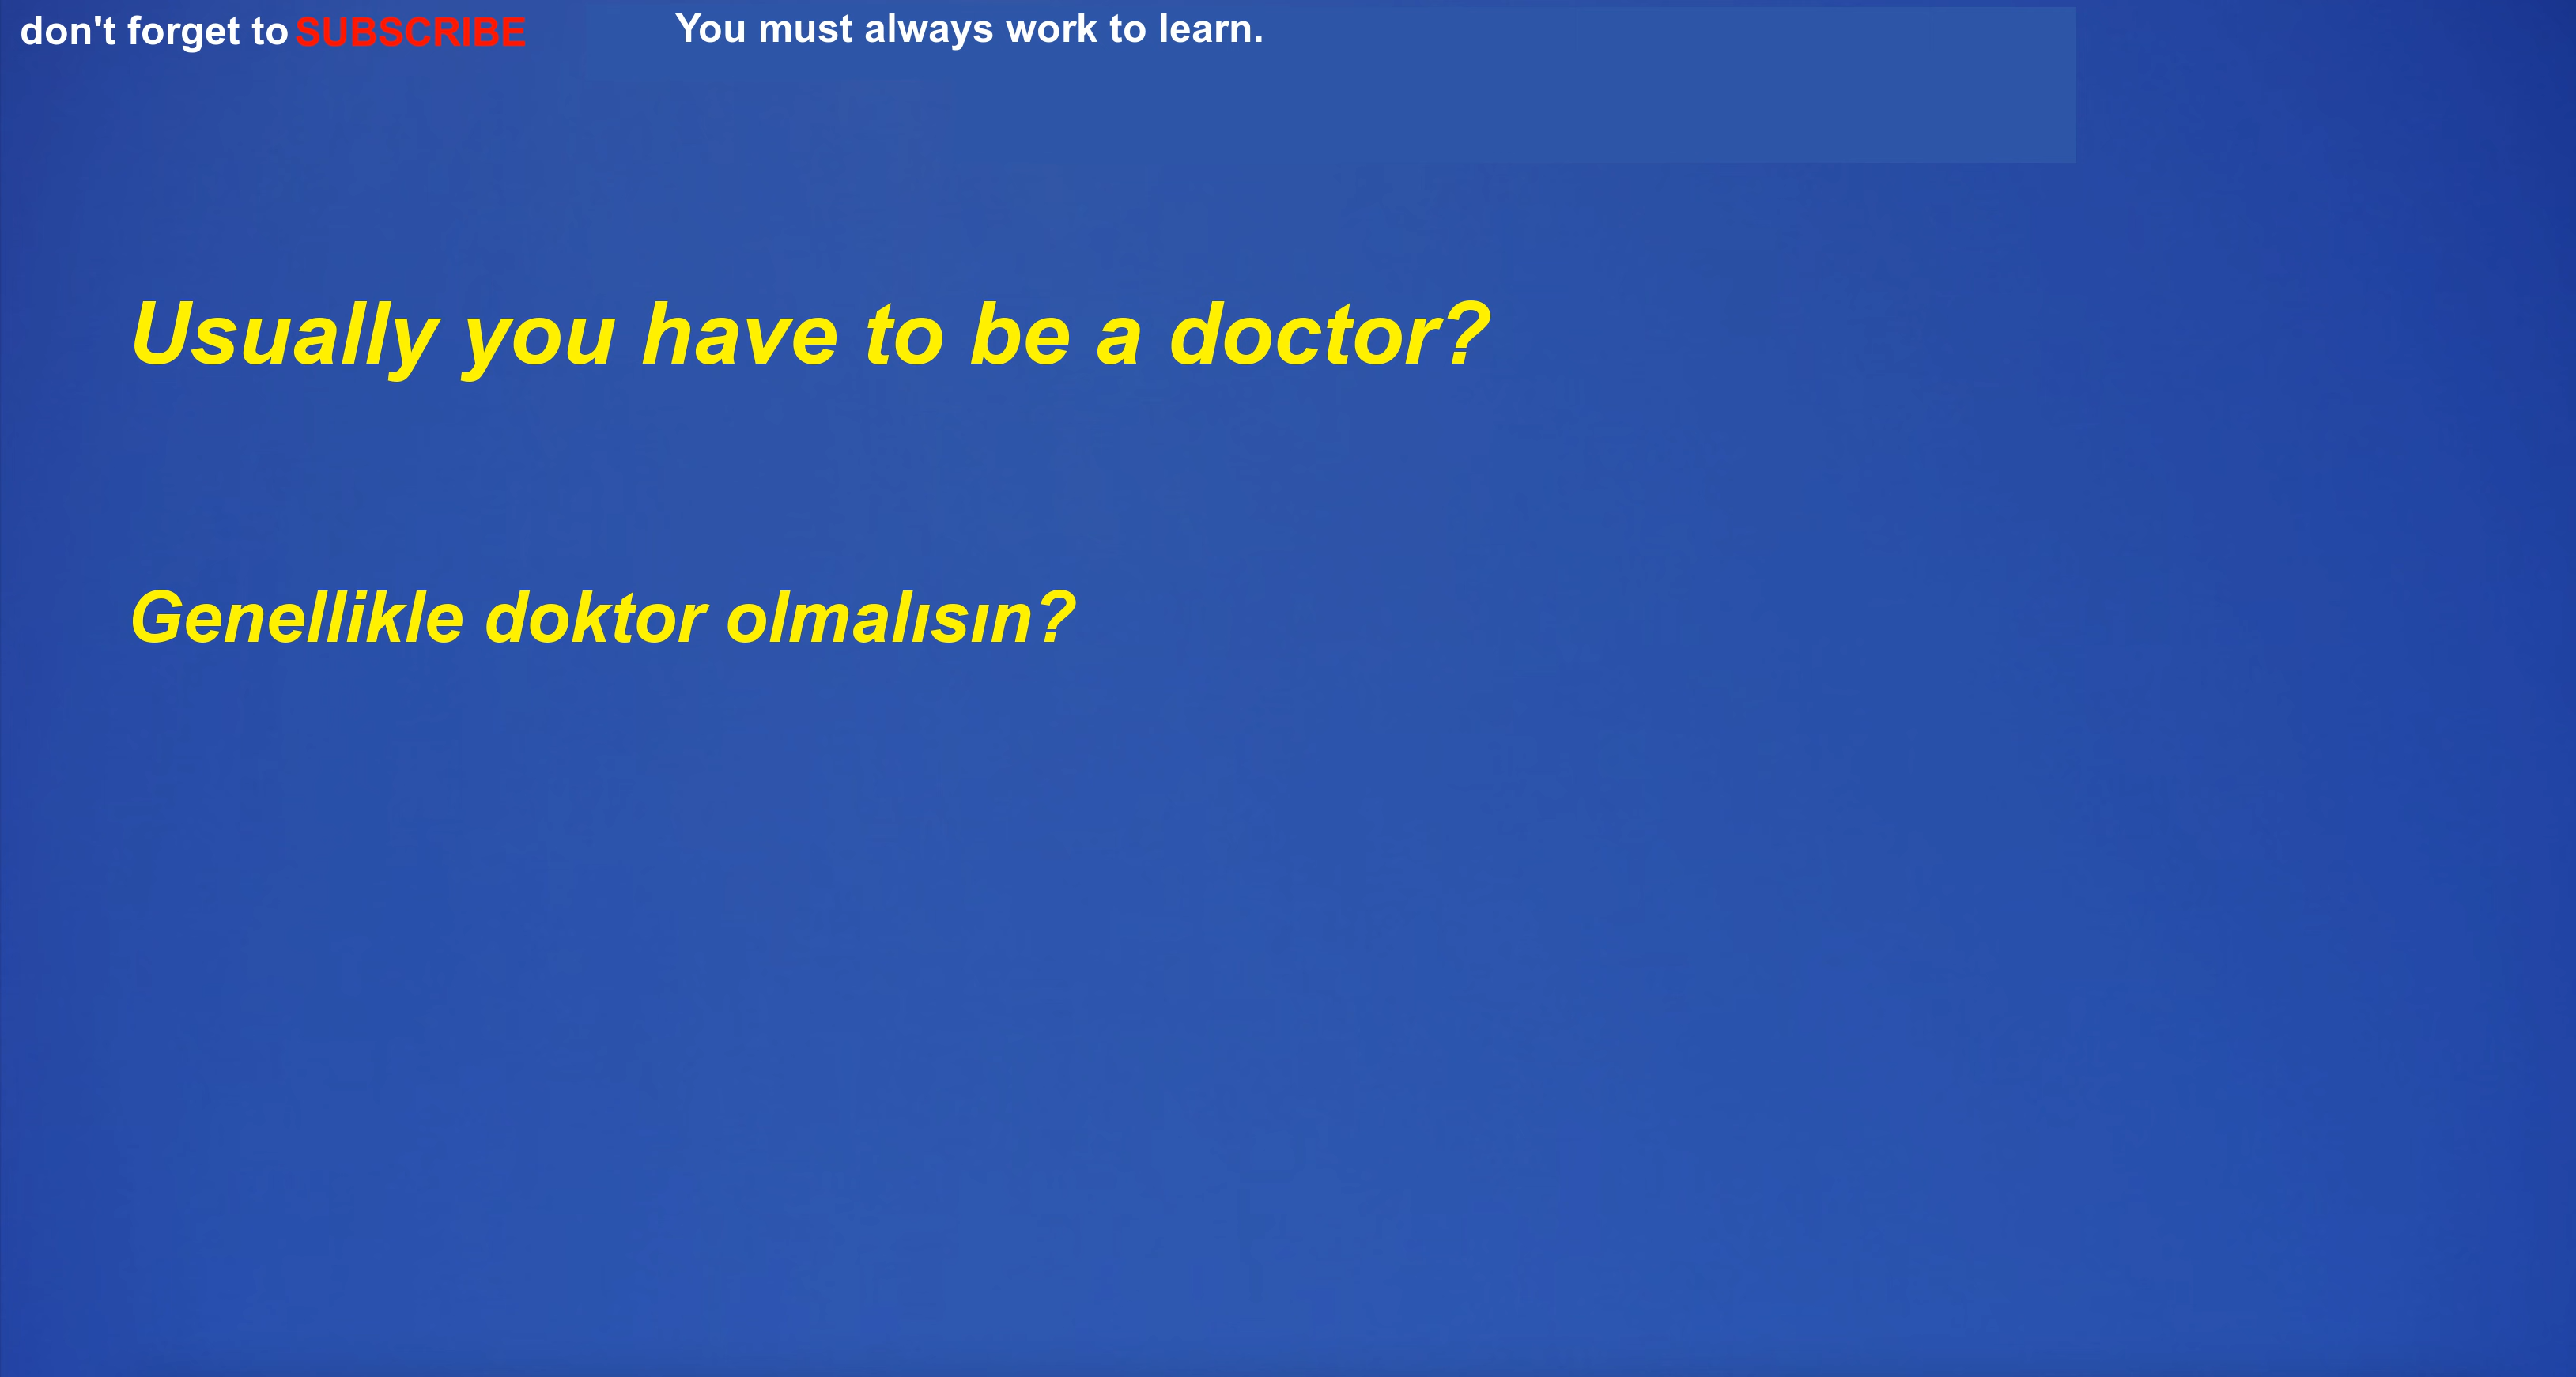 don't forget to SUBSCRIBE You must always work to learn.
Usually you have to be a doctor?
Genellikle doktor olmalısın?